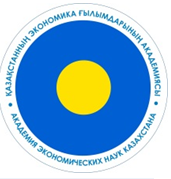 ҚАЗАҚСТАННЫҢ ЭКОНОМИКА ҒЫЛЫМДАРЫНЫҢ АКАДЕМИЯСЫ
АКАДЕМИЯ ЭКОНОМИЧЕСКИХ НАУК КАЗАХСТАНА